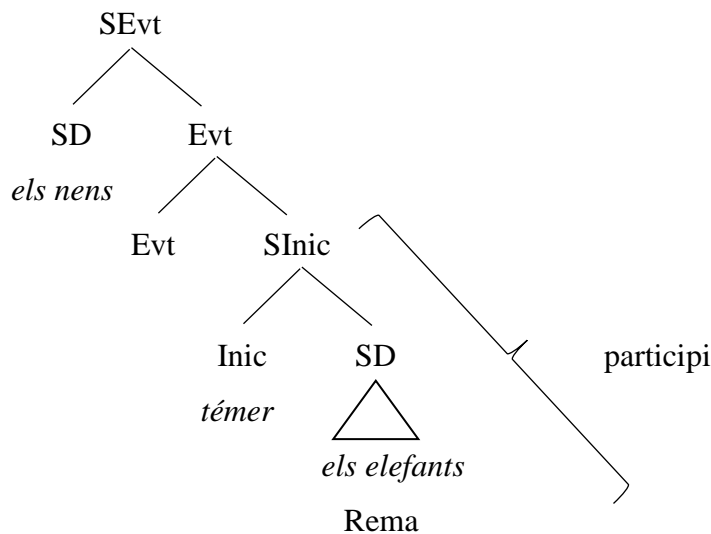 SEvt
SD Evt
els nens
Evt SInic
Inic SD participi
témer
els elefants
Rema